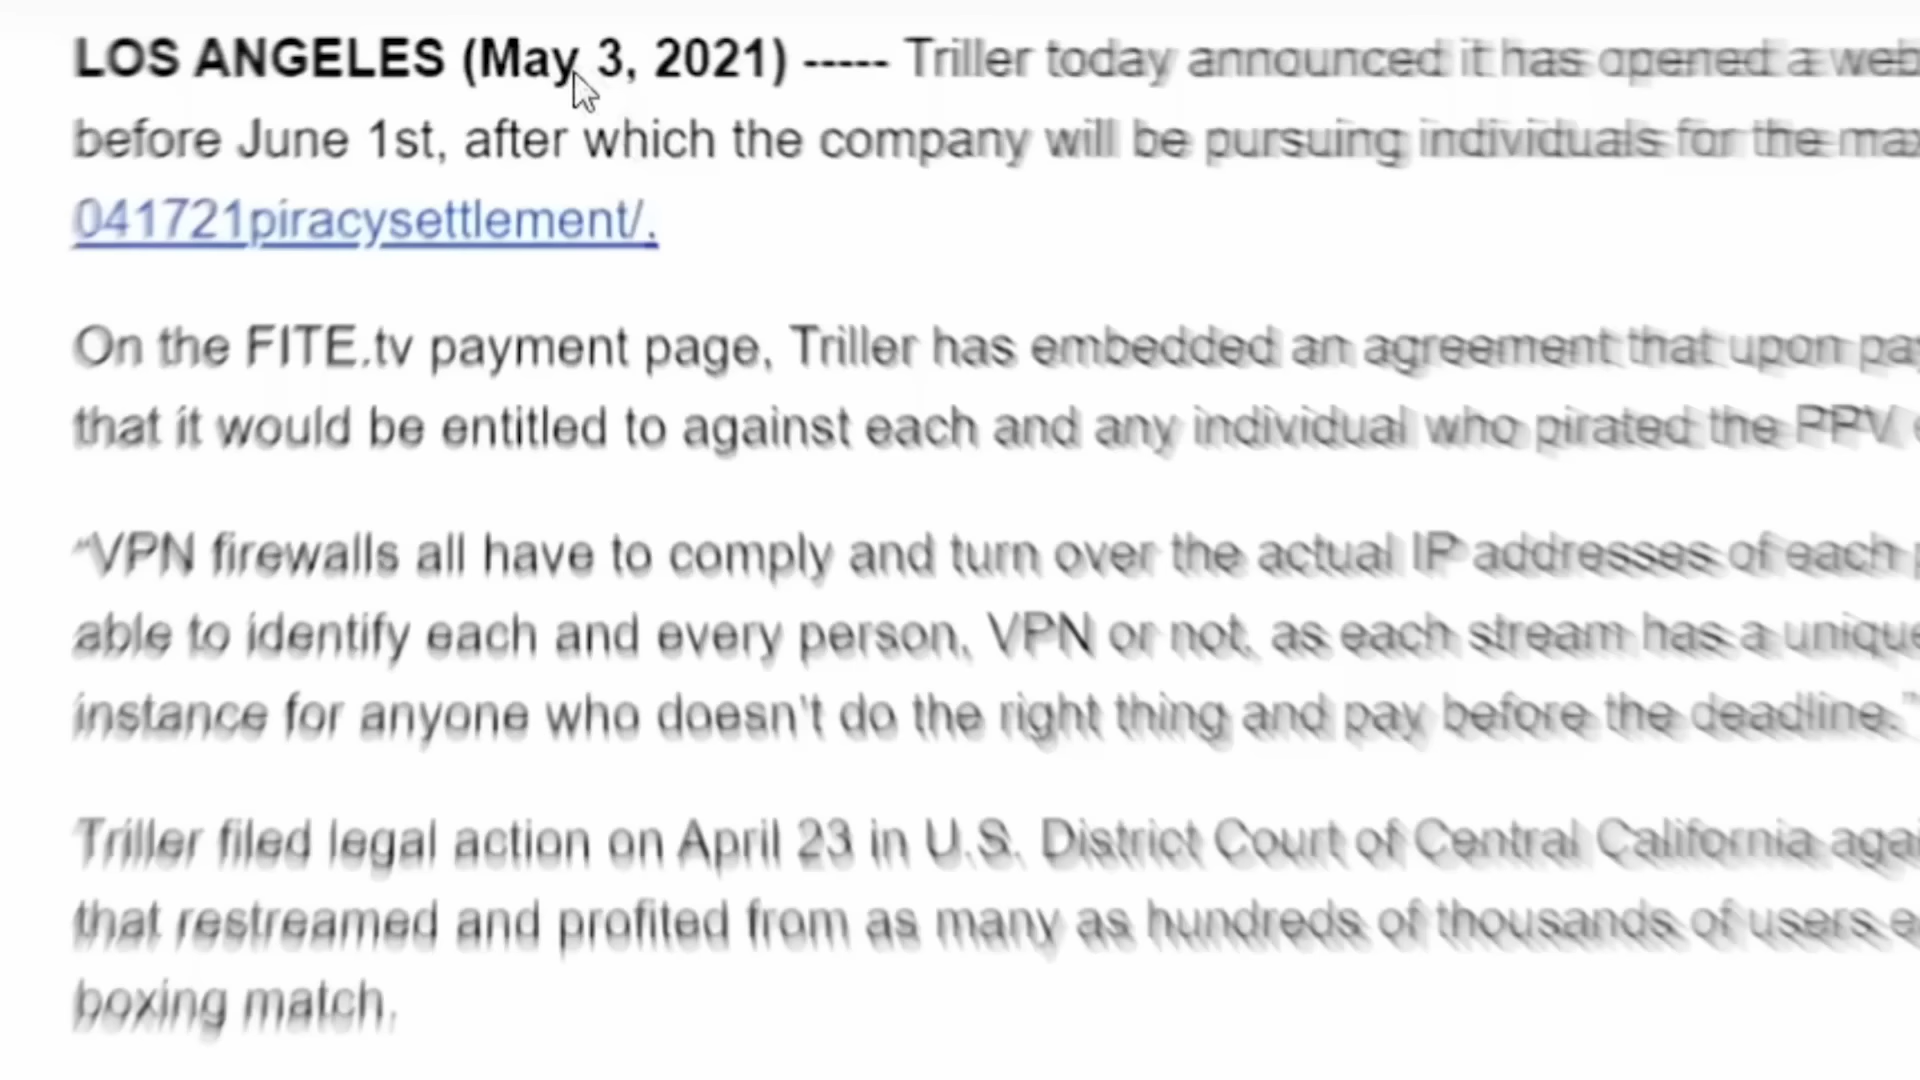 LOS ANGELES (May 3, 2021) ----- Triller today announced it has opened a web
before June 1st, after which the company will be pursuing individuals for the
041721piracysettlement/.
On the FITE.tv payment page, Triller has embedded an agreement that upon
that it would be entitled to against each and any individual who pirated the PPV
“VPN firewalls all have to comply and turn over the actual IP addresses of each
able to identify each and every person, VPN or not, as each stream has a unique
instance for anyone who doesn't do the right thing and pay before the deadline.”
Triller filed legal action on April 23 in U.S. District Court of Central California
that restreamed and profited from as many as hundreds of thousands of users
boxing match.